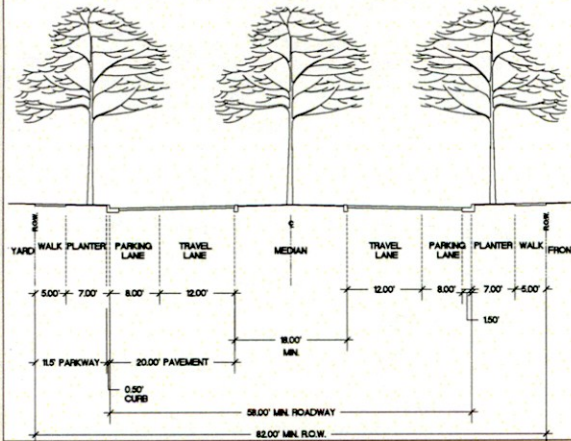 R.O.W.
℄
R.O.W.
YARD WALK PLANTER PARKING LANE TRAVEL LANE MEDIAN TRAVEL LANE PARKING LANE PLANTER WALK FRON
5.00' 7.00' 8.00' 12.00' 12.00' 8.00' 7.00' 5.00'
1.50'
18.00'
MIN.
11.5' PARKWAY 20.00' PAVEMENT
0.50'
CURB
58.00' MIN. ROADWAY
82.00' MIN. R.O.W.